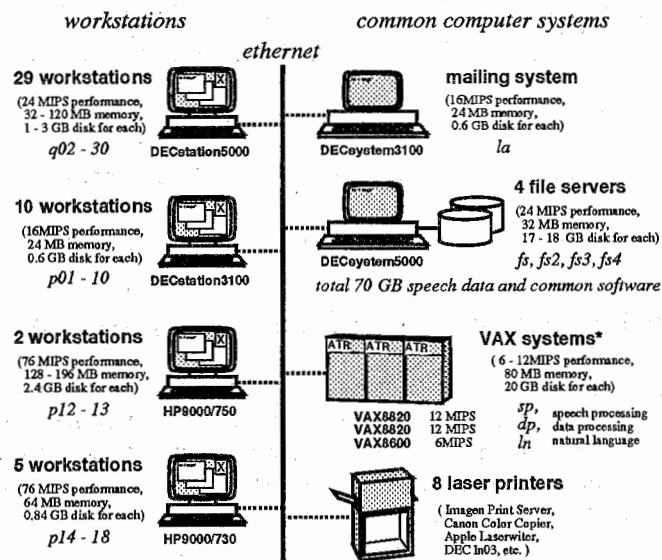 workstations
common computer systems
ethernet
29 workstations
(24 MIPS performance,
32 - 120 MB memory,
1 - 3 GB disk for each)
q02 - 30
DECstation5000
10 workstations
(16MIPS performance,
24 MB memory,
0.6 GB disk for each)
p01 - 10
DECstation3100
2 workstations
(76 MIPS performance,
128 - 196 MB memory,
2.4 GB disk for each)
p12 - 13
HP9000/750
5 workstations
(76 MIPS performance,
64 MB memory,
0.84 GB disk for each)
p14 - 18
HP9000/730
mailing system
(16MIPS performance,
24 MB memory,
0.6 GB disk for each)
la
DECsystem3100
4 file servers
(24 MIPS performance,
32 MB memory,
17 - 18 GB disk for each)
fs, fs2, fs3, fs4
DECsystem5000
total 70 GB speech data and common software
ATR ATR ATR
VAX systems*
( 6 - 12MIPS performance,
80 MB memory,
20 GB disk for each)
VAX8820 12 MIPS sp, speech processing
VAX8820 12 MIPS dp, data processing
VAX8600 6MIPS ln natural language
8 laser printers
( Imagen Print Server,
Canon Color Copier,
Apple Laserwriter,
DEC ln03, etc. )